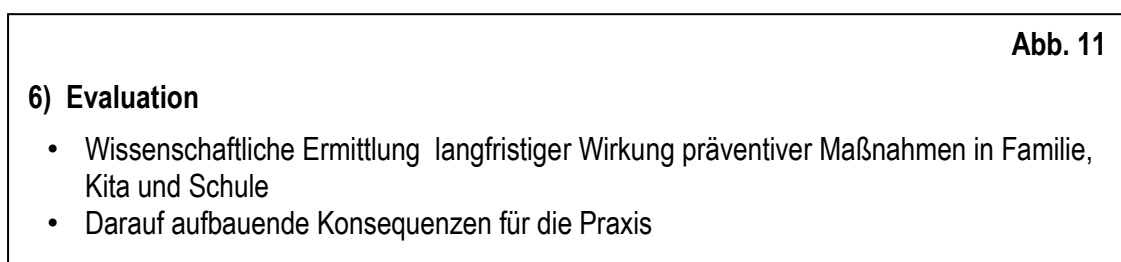 Abb. 11
6) Evaluation
• Wissenschaftliche Ermittlung langfristiger Wirkung präventiver Maßnahmen in Familie,
Kita und Schule
• Darauf aufbauende Konsequenzen für die Praxis